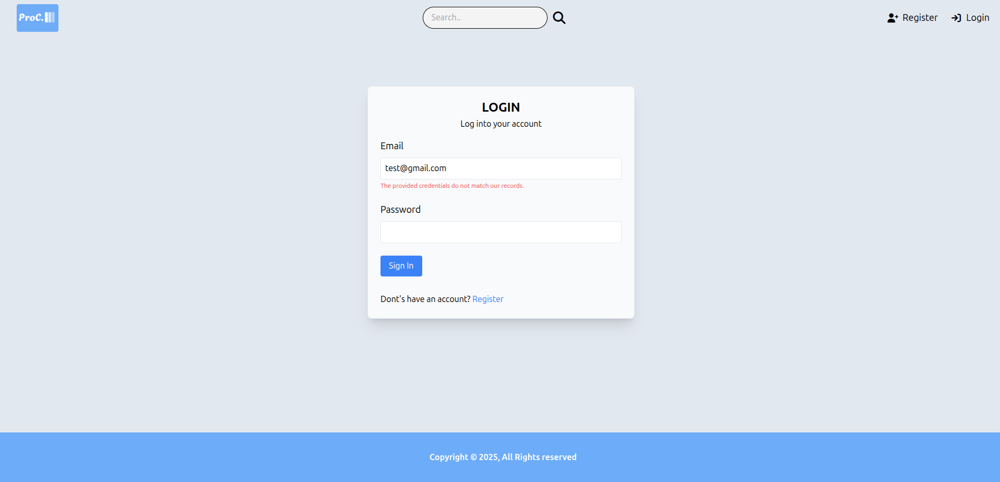 ProC.
Search..
Register
Login
LOGIN
Log into your account
Email
test@gmail.com
The provided credentials do not match our records.
Password
Sign In
Dont's have an account? Register
Copyright © 2025, All Rights reserved